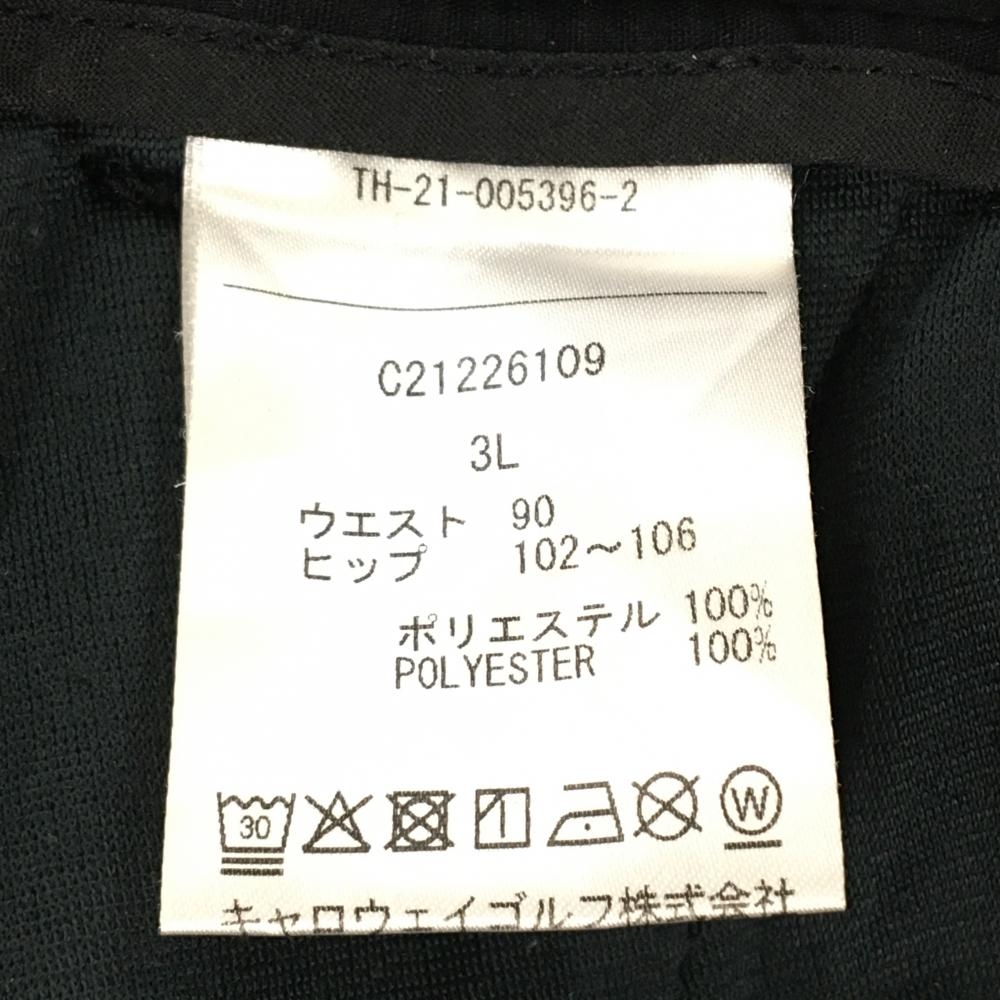 TH-21-005396-2
C21226109
3L
ウエスト 90
ヒップ 102～106
ポリエステル 100%
POLYESTER 100%
30 W
キャロウェイゴルフ株式会社